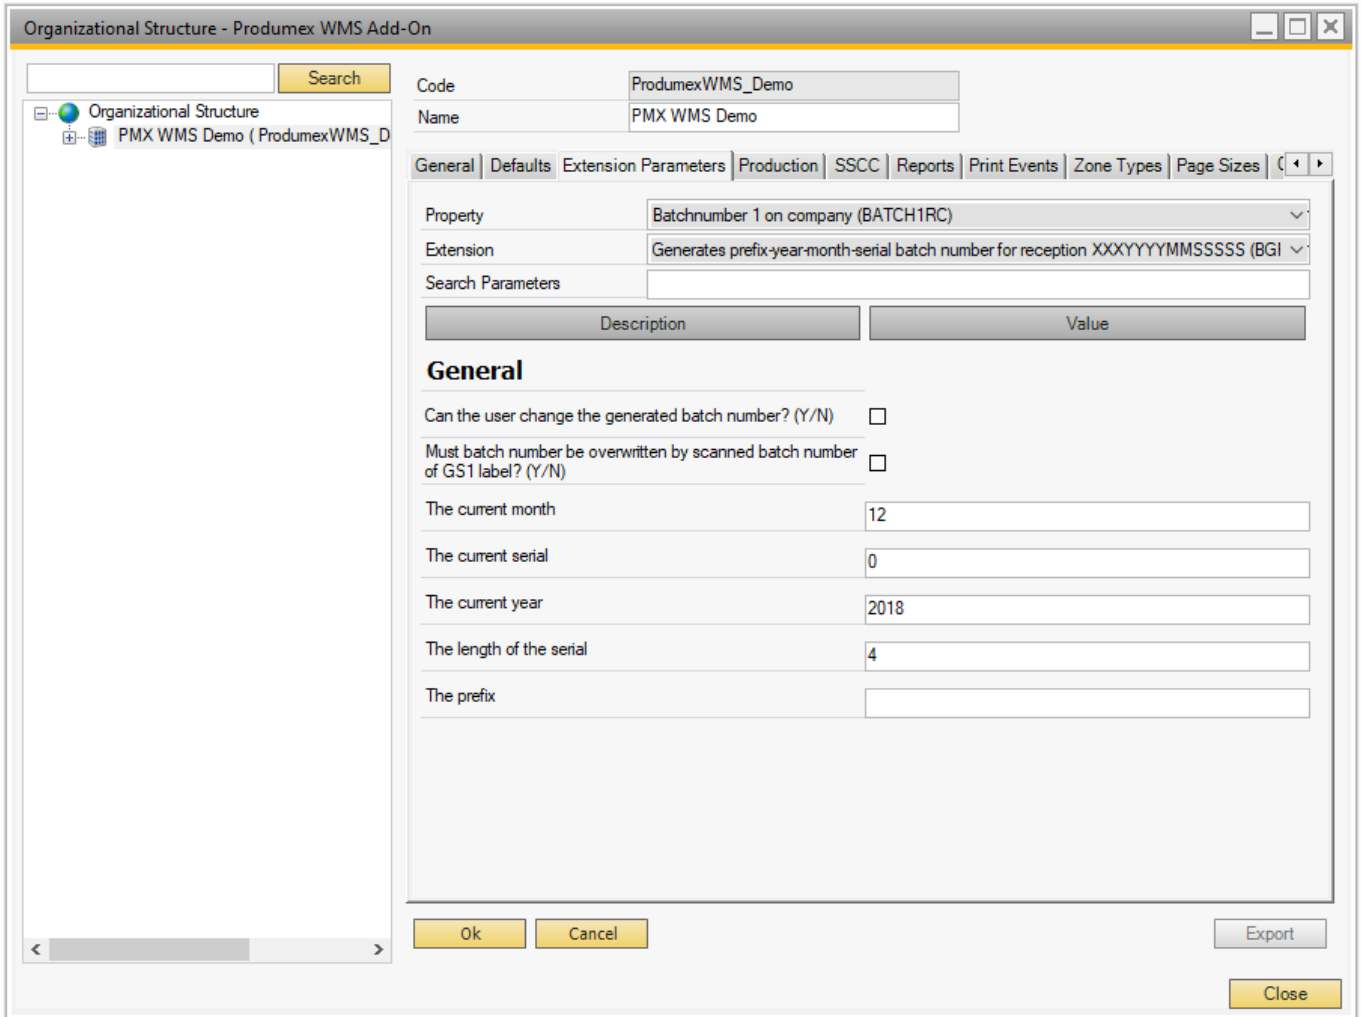 Organizational Structure - Produmex WMS Add-On
Search
Organizational Structure
PMX WMS Demo ( ProdumexWMS_D
Code
ProdumexWMS_Demo
Name
PMX WMS Demo
General
Defaults
Extension Parameters
Production
SSCC
Reports
Print Events
Zone Types
Page Sizes
Property
Batchnumber 1 on company (BATCH1RC)
Extension
Generates prefix-year-month-serial batch number for reception XXXYYYYMMSSSSS (BGI
Search Parameters
Description
Value
General
Can the user change the generated batch number? (Y/N)
Must batch number be overwritten by scanned batch number
of GS1 label? (Y/N)
The current month
12
The current serial
0
The current year
2018
The length of the serial
4
The prefix
Ok
Cancel
Export
Close